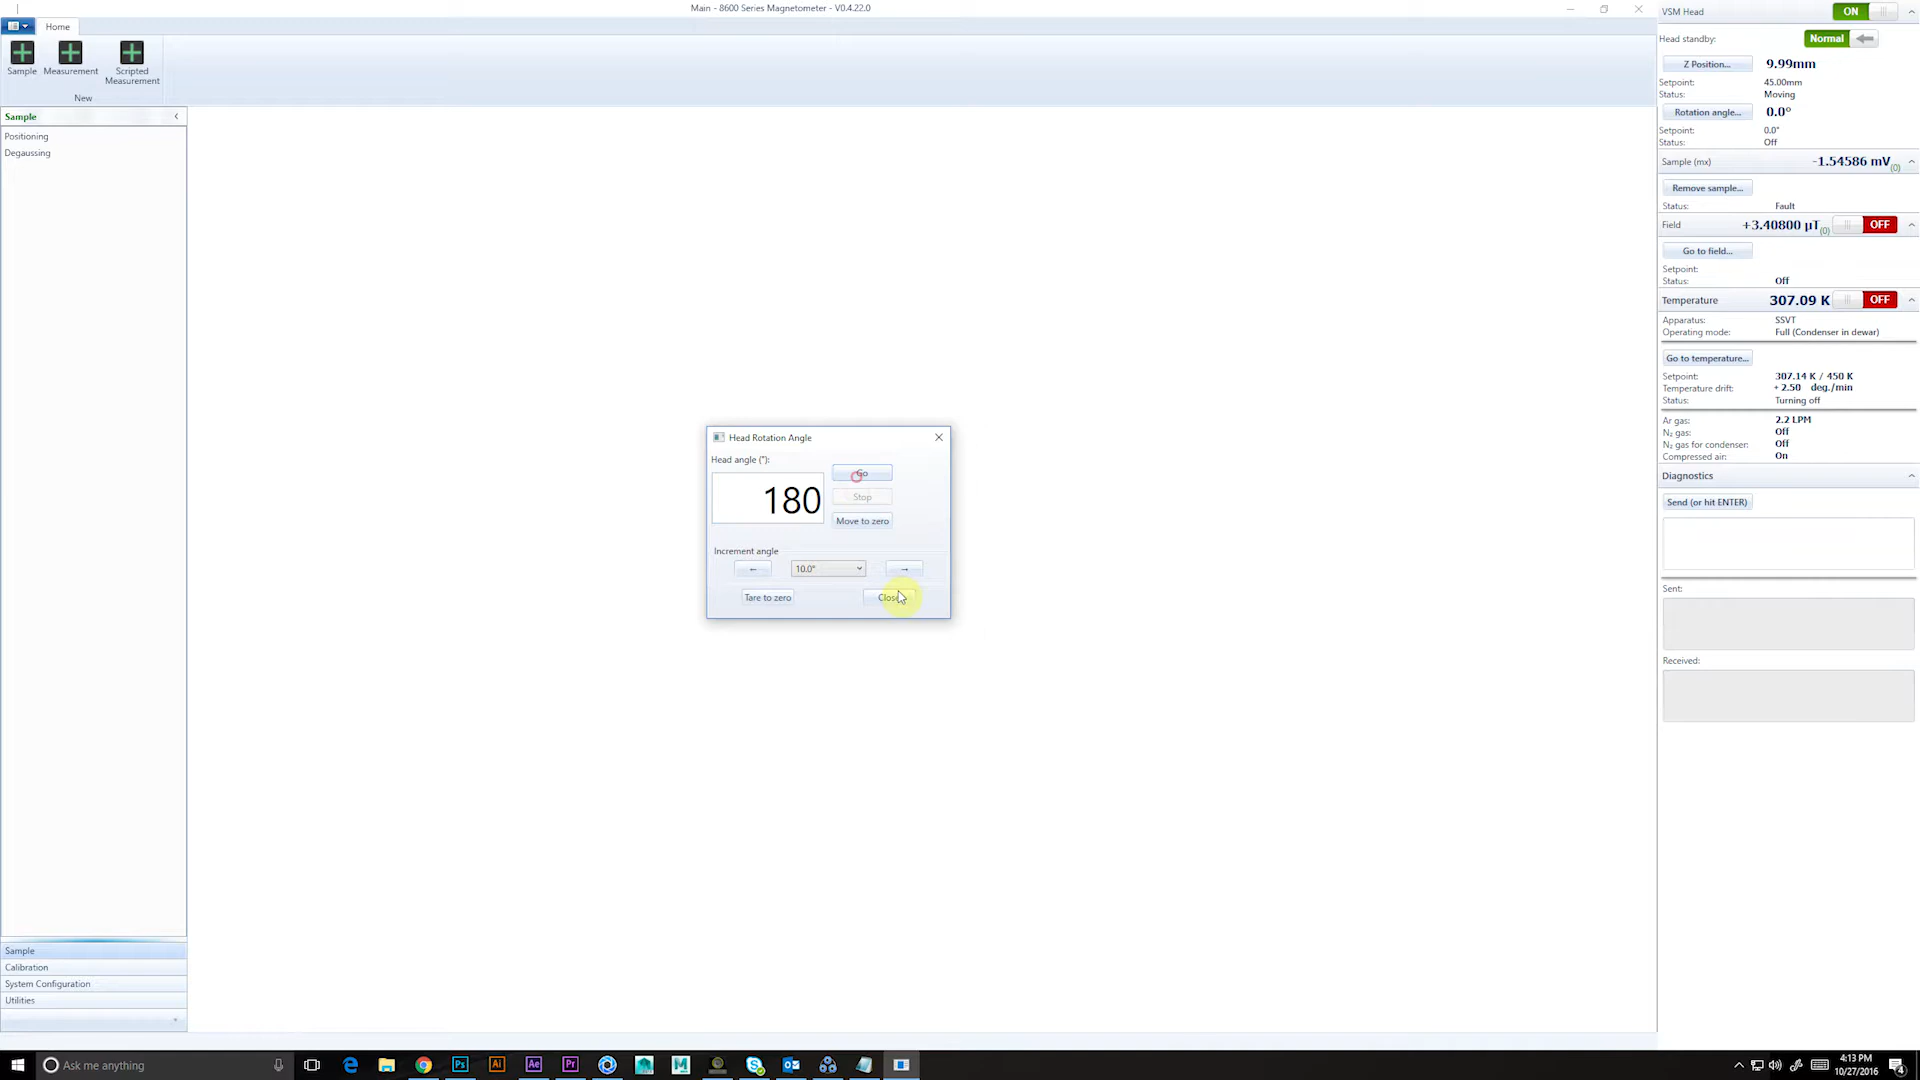 Main - 8600 Series Magnetometer - V0.4.22.0
Home
Sample
Measurement
Scripted
Measurement
New
Sample
Positioning
Degaussing
Sample
Calibration
System Configuration
Utilities
Head Rotation Angle
Head angle (°):
180
Go
Stop
Move to zero
Increment angle
←
10.0°
→
Tare to zero
Close
VSM Head
ON
Head standby:
Normal
Z Position...
9.99mm
Setpoint:
45.00mm
Status:
Moving
Rotation angle...
0.0°
Setpoint:
0.0°
Status:
Off
Sample (mx)
-1.54586 mV(0)
Remove sample...
Status:
Fault
Field
+3.40800 µT(0)
OFF
Go to field...
Setpoint:
Status:
Off
Temperature
307.09 K
OFF
Apparatus:
SSVT
Operating mode:
Full (Condenser in dewar)
Go to temperature...
Setpoint:
307.14 K / 450 K
Temperature drift:
+ 2.50 deg./min
Status:
Turning off
Ar gas:
2.2 LPM
N₂ gas:
Off
N₂ gas for condenser:
Off
Compressed air:
On
Diagnostics
Send (or hit ENTER)
Sent:
Received:
Ask me anything
Ps
Ai
Ae
Pr
M
4:13 PM
10/27/2016
4